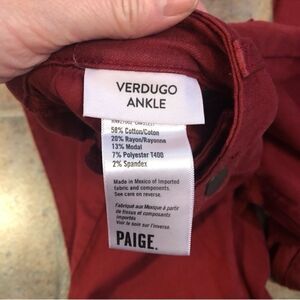 VERDUGO
ANKLE
58% Cotton/Coton
20% Rayon/Rayonne
13% Modal
7% Polyester T400
2% Spandex
Made in Mexico of imported
fabric and components.
See care on reverse.
Fabriqué aux Mexique à partir
de tissus et composants
importés
Voir le soin sur l'inverse.
PAIGE.